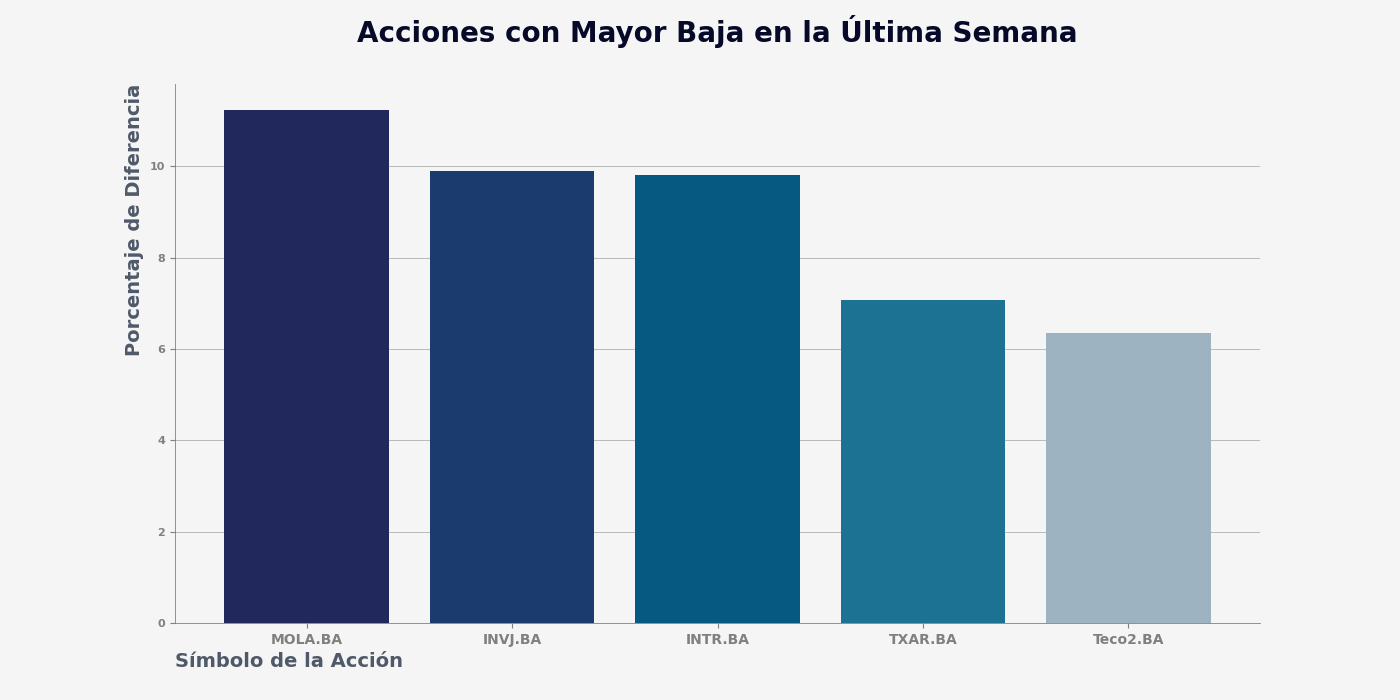 Acciones con Mayor Baja en la Última Semana
Porcentaje de Diferencia
10
8
6
4
2
0
MOLA.BA INVJ.BA INTR.BA TXAR.BA Teco2.BA
Símbolo de la Acción